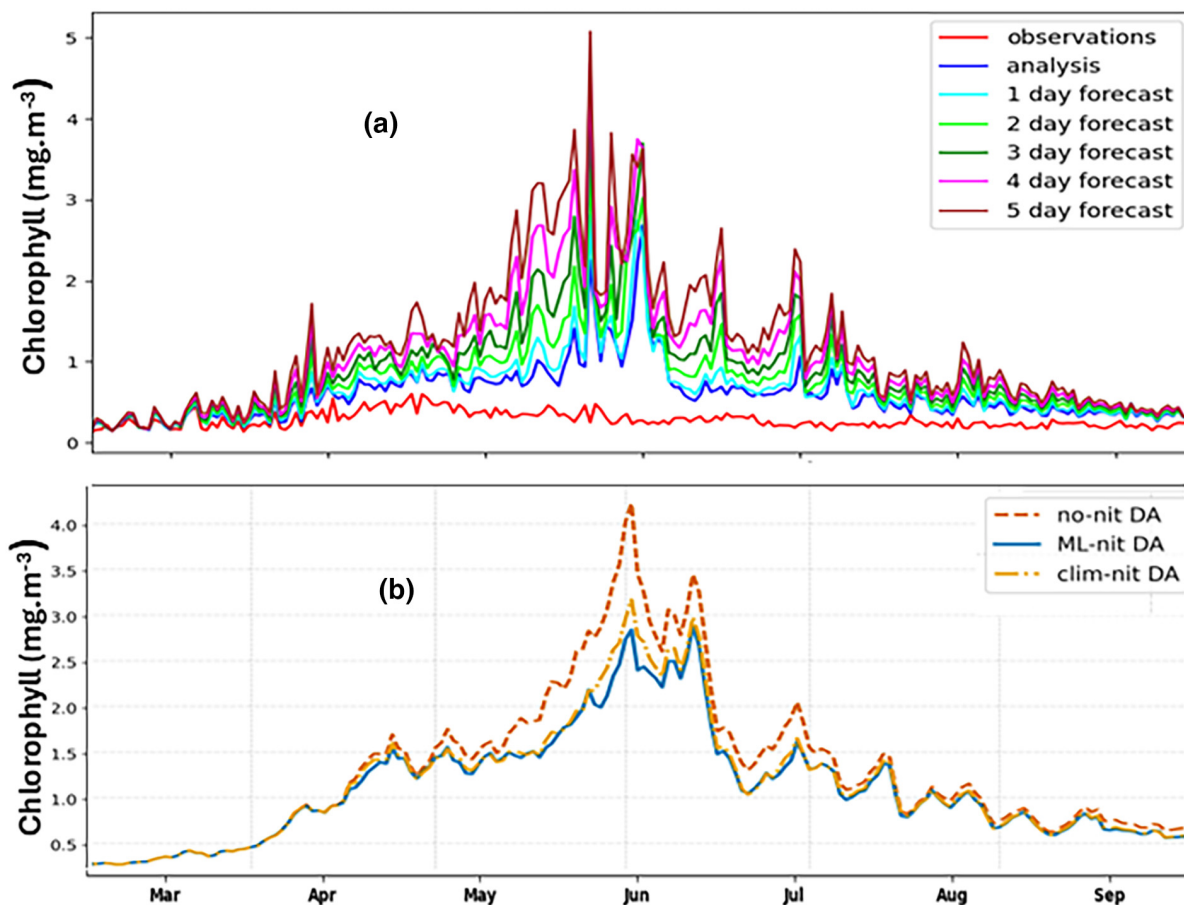 5
4
3
2
1
0
Chlorophyll (mg.m-3)
(a)
observations
analysis
1 day forecast
2 day forecast
3 day forecast
4 day forecast
5 day forecast
4.0
3.5
3.0
2.5
2.0
1.5
1.0
0.5
Chlorophyll (mg.m-3)
(b)
no-nit DA
ML-nit DA
clim-nit DA
Mar Apr May Jun Jul Aug Sep